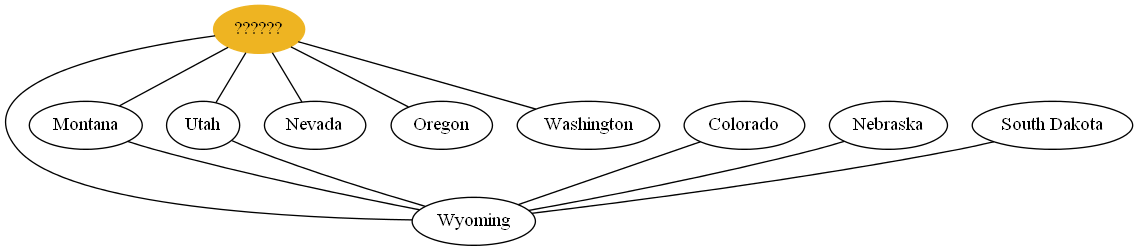 ??????
Montana
Utah
Nevada
Oregon
Washington
Colorado
Nebraska
South Dakota
Wyoming